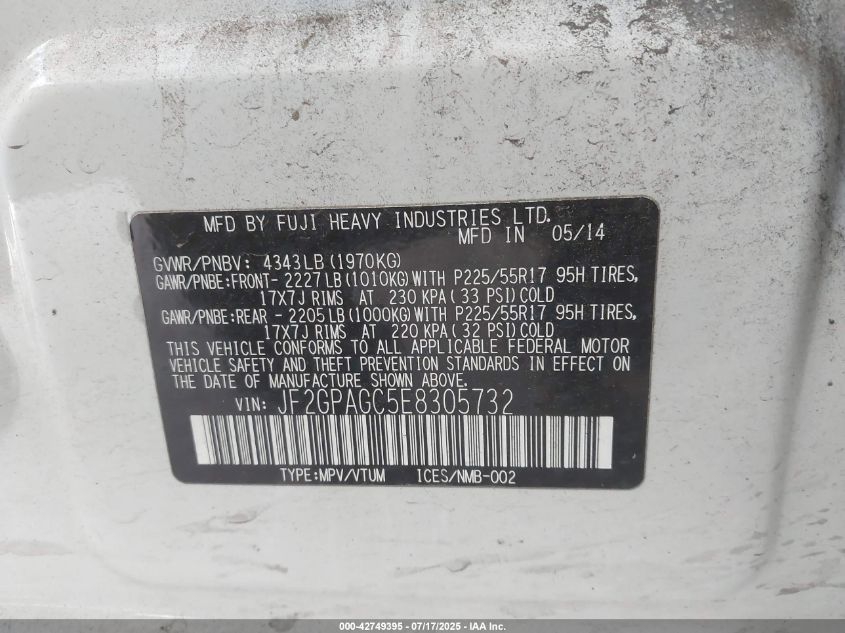 MFD BY FUJI HEAVY INDUSTRIES LTD.
MFD IN 05/14
GVWR/PNBV: 4343LB(1970KG)
GAWR/PNBE:FRONT- 2227LB(1010KG)WITH P225/55R17 95H TIRES,
17X7J RIMS AT 230 KPA(33 PSI)COLD
GAWR/PNBE:REAR - 2205LB(1000KG)WITH P225/55R17 95H TIRES,
17X7J RIMS AT 220 KPA(32 PSI)COLD
THIS VEHICLE CONFORMS TO ALL APPLICABLE FEDERAL MOTOR
VEHICLE SAFETY AND THEFT PREVENTION STANDARDS IN EFFECT ON
THE DATE OF MANUFACTURE SHOWN ABOVE.
VIN: JF2GPAGC5E8305732
TYPE:MPV/VTUM ICES/NMB-002
000-42749395 - 07/17/2025 - IAA Inc.